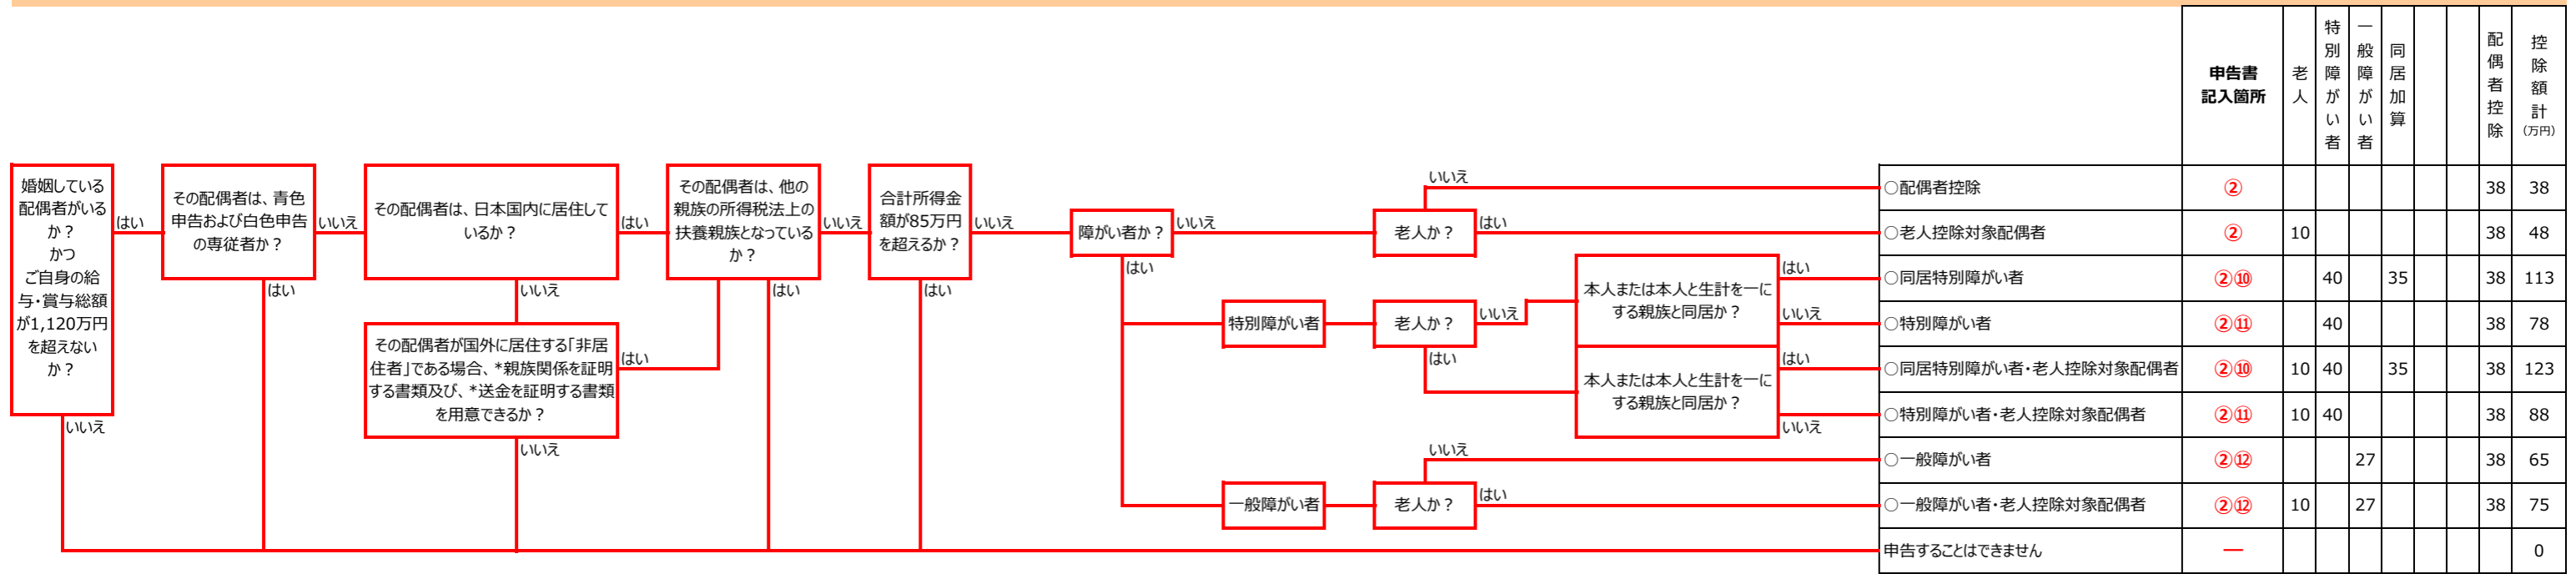 申告書
記入箇所
老人
特別障がい者
一般障がい者
同居加算
配偶者控除
控除額計
(万円)
婚姻している
配偶者がいる
か？
かつ
ご自身の給
与・賞与総額
が1,120万円
を超えない
か？
はい
いいえ
その配偶者は、青色
申告および白色申告
の専従者か？
いいえ
はい
その配偶者は、日本国内に居住して
いるか？
はい
いいえ
その配偶者が国外に居住する「非居
住者」である場合、*親族関係を証明
する書類及び、*送金を証明する書類
を用意できるか？
はい
いいえ
その配偶者は、他の
親族の所得税法上の
扶養親族となっている
か？
いいえ
はい
合計所得金
額が85万円
を超えるか？
いいえ
はい
障がい者か？
いいえ
はい
老人か？
いいえ
はい
特別障がい者
老人か？
いいえ
はい
本人または本人と生計を一に
する親族と同居か？
はい
いいえ
本人または本人と生計を一に
する親族と同居か？
はい
いいえ
一般障がい者
老人か？
いいえ
はい
○配偶者控除 ② 38 38
○老人控除対象配偶者 ② 10 38 48
○同居特別障がい者 ②⑩ 40 35 38 113
○特別障がい者 ②⑪ 40 38 78
○同居特別障がい者・老人控除対象配偶者 ②⑩ 10 40 35 38 123
○特別障がい者・老人控除対象配偶者 ②⑪ 10 40 38 88
○一般障がい者 ②⑫ 27 38 65
○一般障がい者・老人控除対象配偶者 ②⑫ 10 27 38 75
申告することはできません ― 0